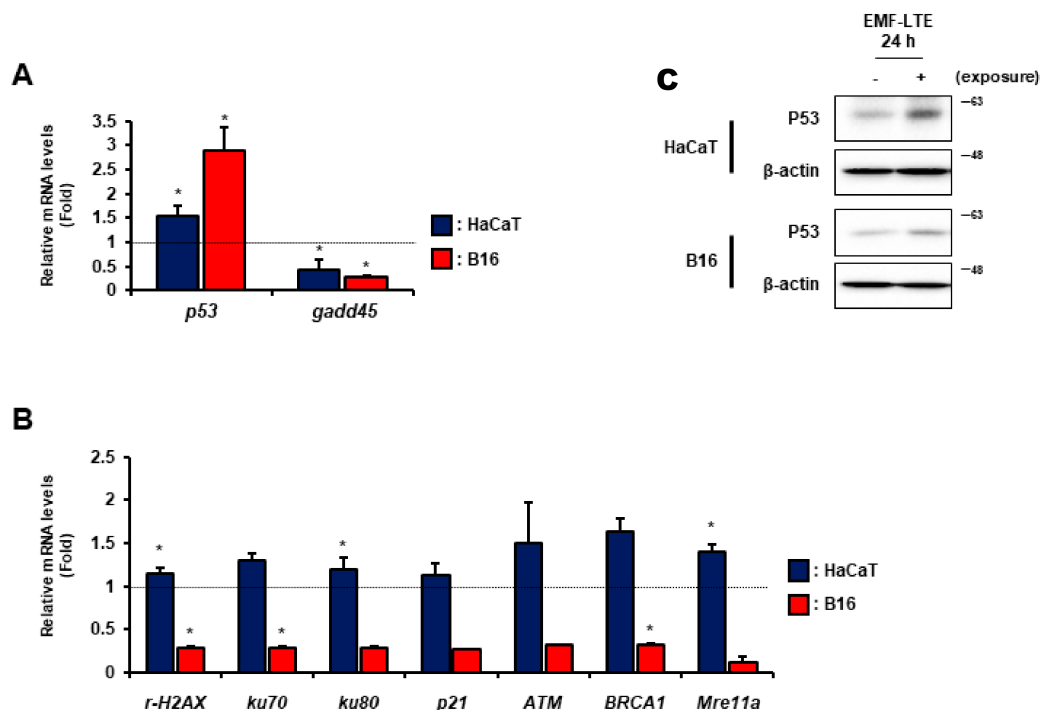 A
Relative mRNA levels
(Fold)
3.5
3
2.5
2
1.5
1
0.5
0
*
*
*
*
p53
gadd45
: HaCaT
: B16
C
EMF-LTE
24 h
-
+
(exposure)
HaCaT
P53
63
β-actin
48
B16
P53
63
β-actin
48
B
Relative mRNA levels
(Fold)
2.5
2
1.5
1
0.5
0
*
*
*
*
*
*
r-H2AX
ku70
ku80
p21
ATM
BRCA1
Mre11a
: HaCaT
: B16